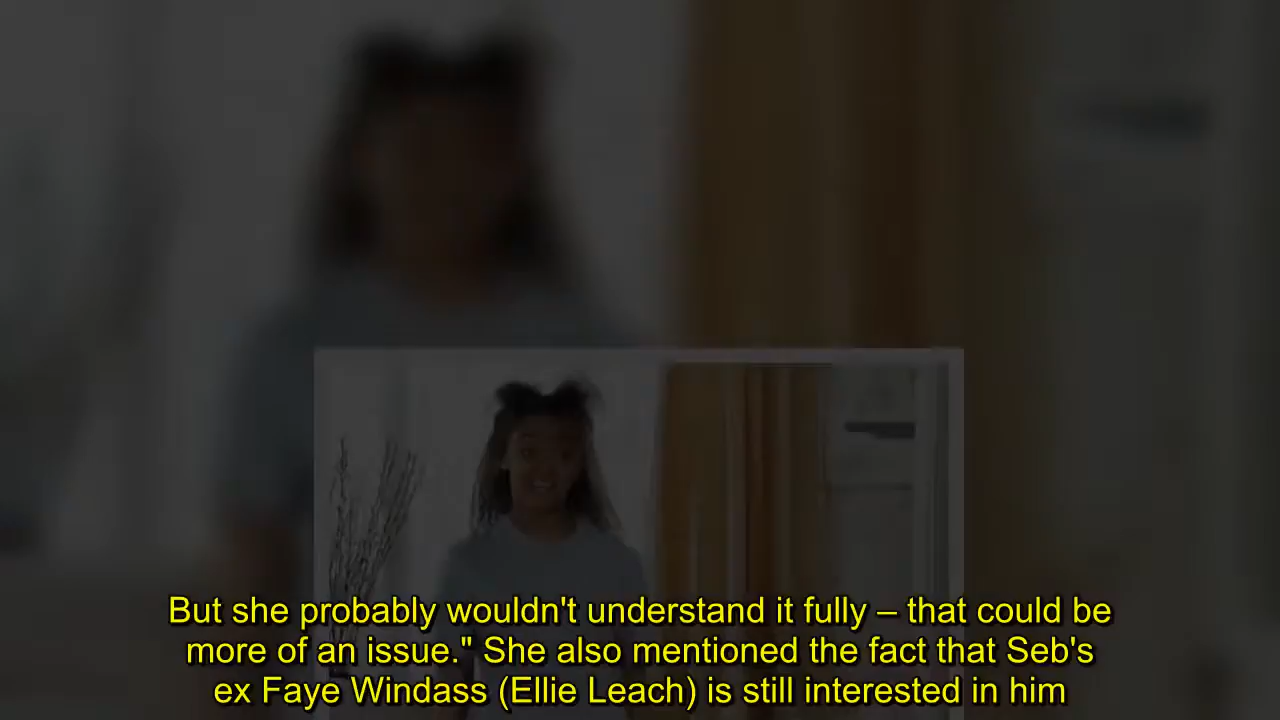 But she probably wouldn't understand it fully – that could be
more of an issue." She also mentioned the fact that Seb's
ex Faye Windass (Ellie Leach) is still interested in him